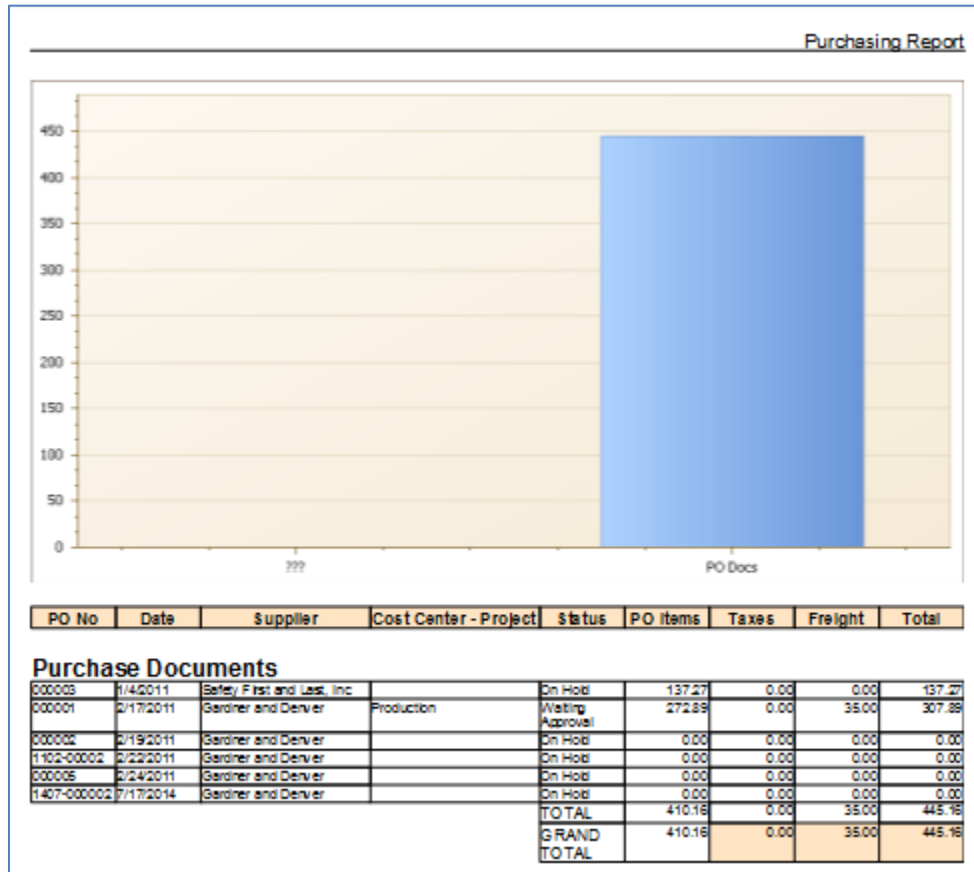 Purchasing Report
450
400
350
300
250
200
150
100
50
0
??? PO Docs
PO No Date Supplier Cost Center - Project Status PO Items Taxes Freight Total
Purchase Documents
000003 1/4/2011 Safety First and Last, Inc On Hold 137.27 0.00 0.00 137.27
000001 2/17/2011 Gardner and Denver Production Waiting 272.89 0.00 35.00 307.89
Approval
000002 2/19/2011 Gardner and Denver On Hold 0.00 0.00 0.00 0.00
1102-00002 2/22/2011 Gardner and Denver On Hold 0.00 0.00 0.00 0.00
000005 2/24/2011 Gardner and Denver On Hold 0.00 0.00 0.00 0.00
1407-000002 7/17/2014 Gardner and Denver On Hold 0.00 0.00 0.00 0.00
TOTAL 410.16 0.00 35.00 445.16
GRAND 410.16 0.00 35.00 445.16
TOTAL